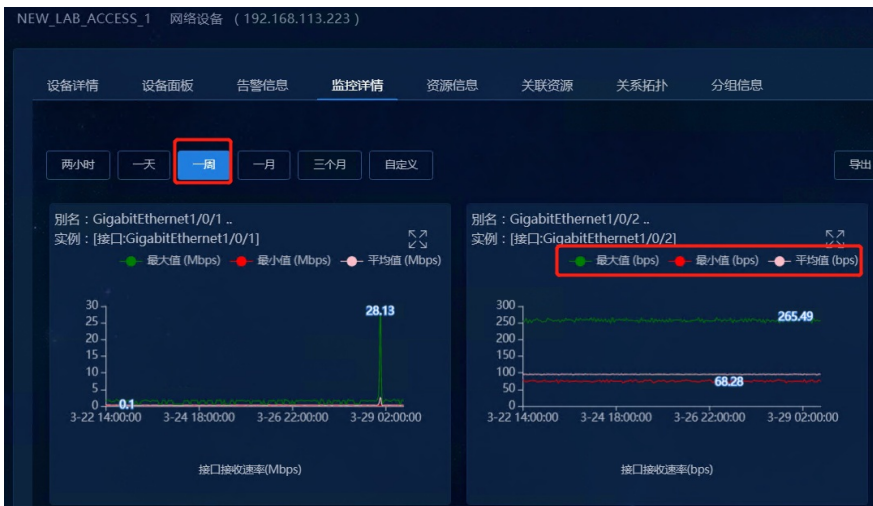 NEW_LAB_ACCESS_1 网络设备 ( 192.168.113.223 )
设备详情 设备面板 告警信息 监控详情 资源信息 关联资源 关系拓扑 分组信息
两小时 一天 一周 一月 三个月 自定义 导出
别名：GigabitEthernet1/0/1 ..
实例：[接口:GigabitEthernet1/0/1]
最大值 (Mbps) 最小值 (Mbps) 平均值 (Mbps)
30
25
20
15
10
5
0
28.13
0.1
3-22 14:00:00 3-24 18:00:00 3-26 22:00:00 3-29 02:00:00
接口接收速率(Mbps)
别名：GigabitEthernet1/0/2 ..
实例：[接口:GigabitEthernet1/0/2]
最大值 (bps) 最小值 (bps) 平均值 (bps)
300
250
200
150
100
50
0
265.49
68.28
3-22 14:00:00 3-24 18:00:00 3-26 22:00:00 3-29 02:00:00
接口接收速率(bps)